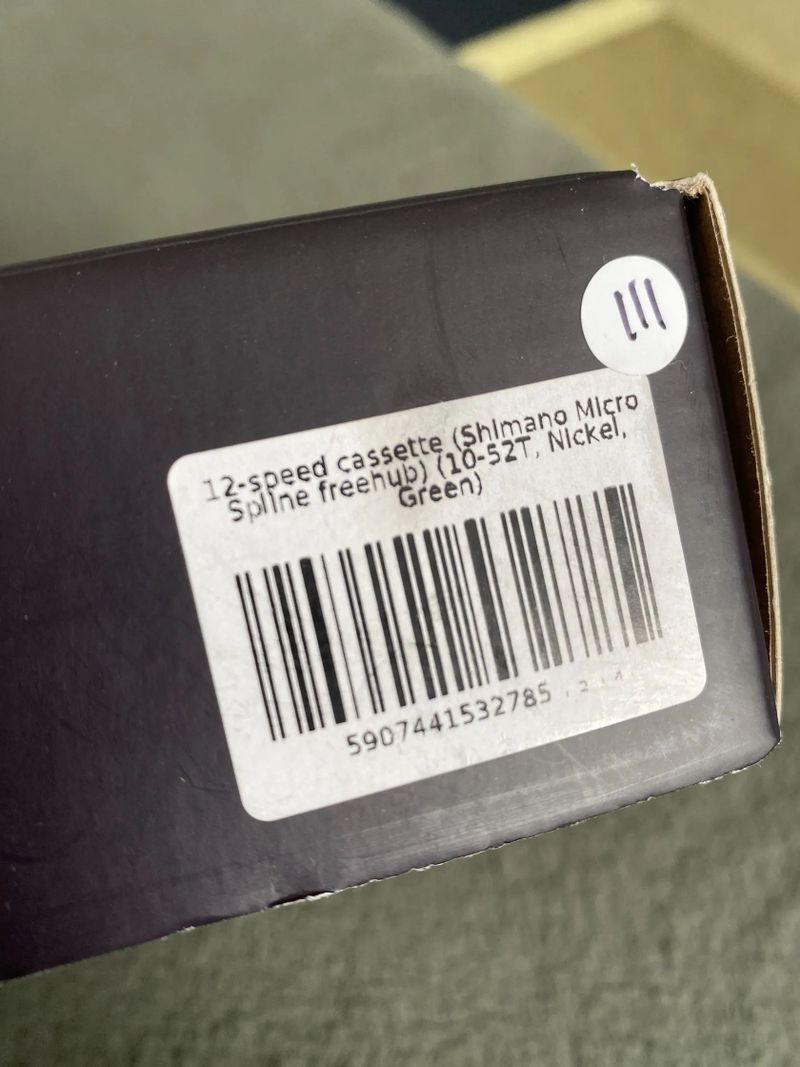 12-speed cassette (Shimano Micro
Spline freehub) (10-52T, Nickel,
Green)
5907441532785